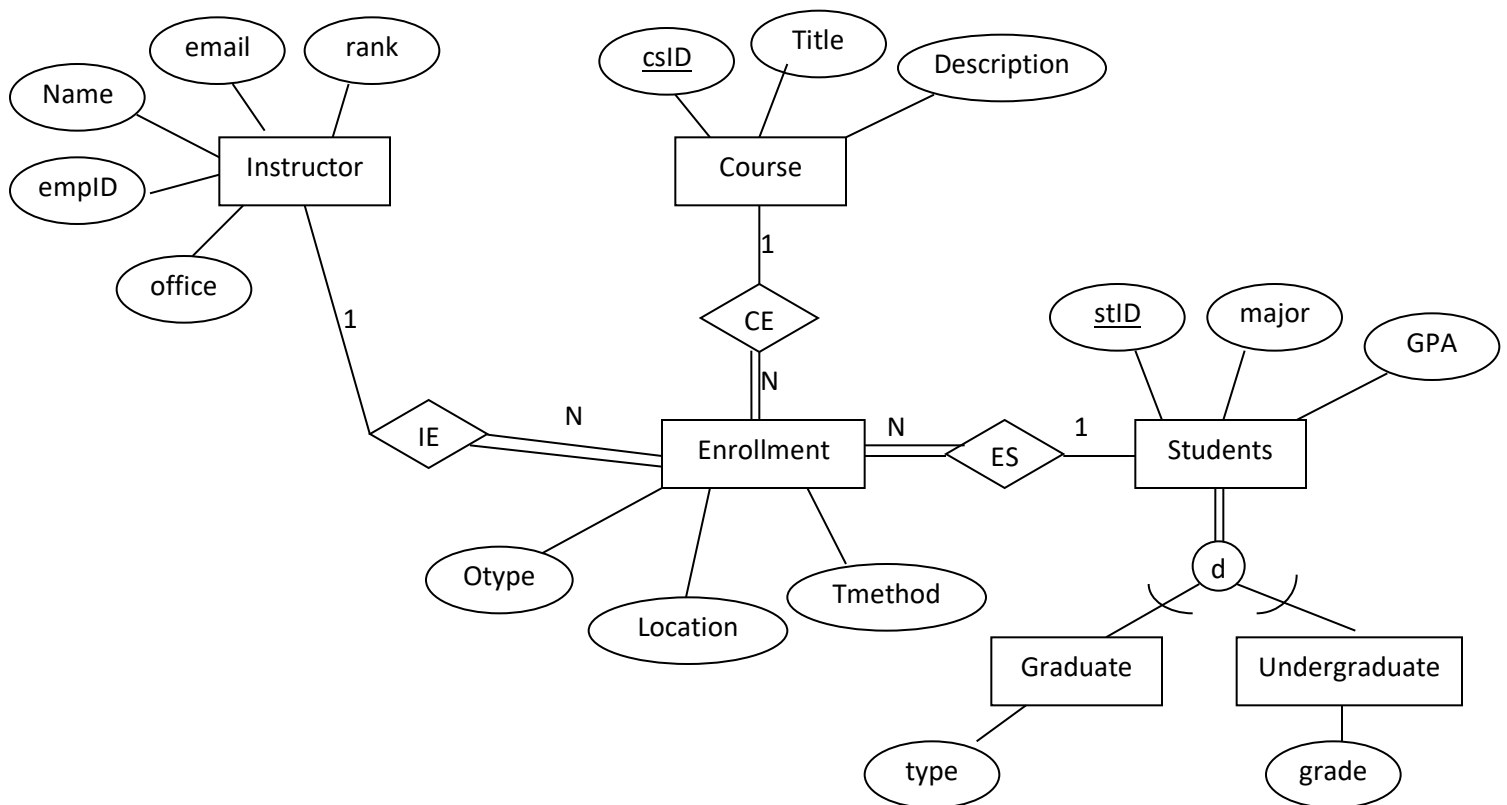 email
rank
Name
Instructor
empID
office
csID
Title
Description
Course
1
1
CE
N
stID
major
GPA
IE
N
Enrollment
N
ES
1
Students
Otype
Location
Tmethod
d
Graduate
Undergraduate
type
grade